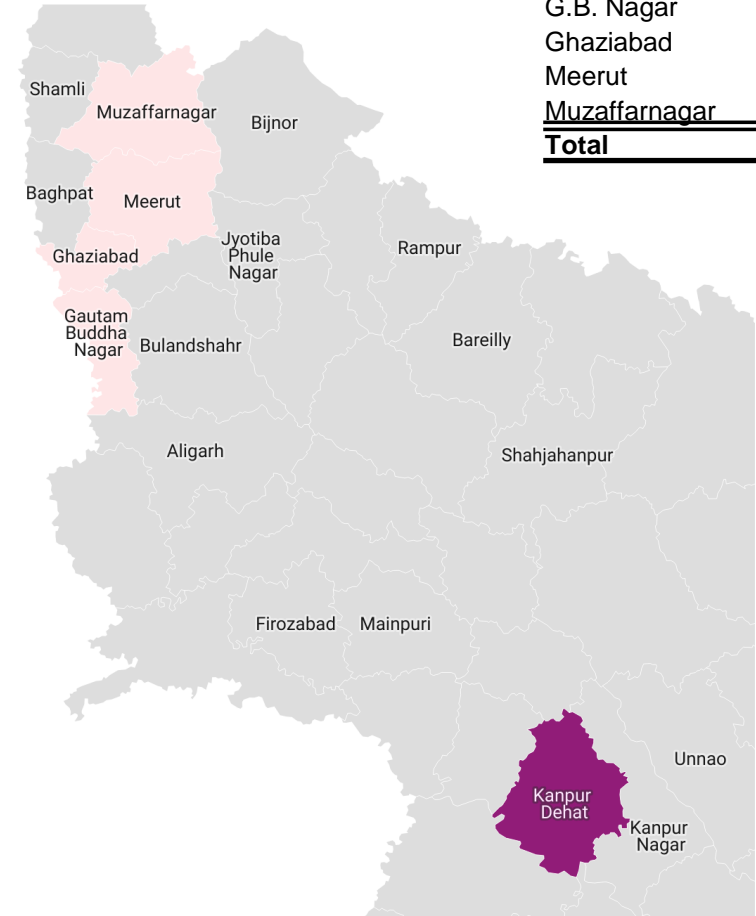 G.B. Nagar
Ghaziabad
Meerut
Muzaffarnagar
Total
Shamli
Muzaffarnagar
Bijnor
Baghpat
Meerut
Jyotiba
Phule
Nagar
Rampur
Ghaziabad
Gautam
Buddha
Nagar
Bulandshahr
Bareilly
Aligarh
Shahjahanpur
Firozabad
Mainpuri
Unnao
Kanpur
Dehat
Kanpur
Nagar